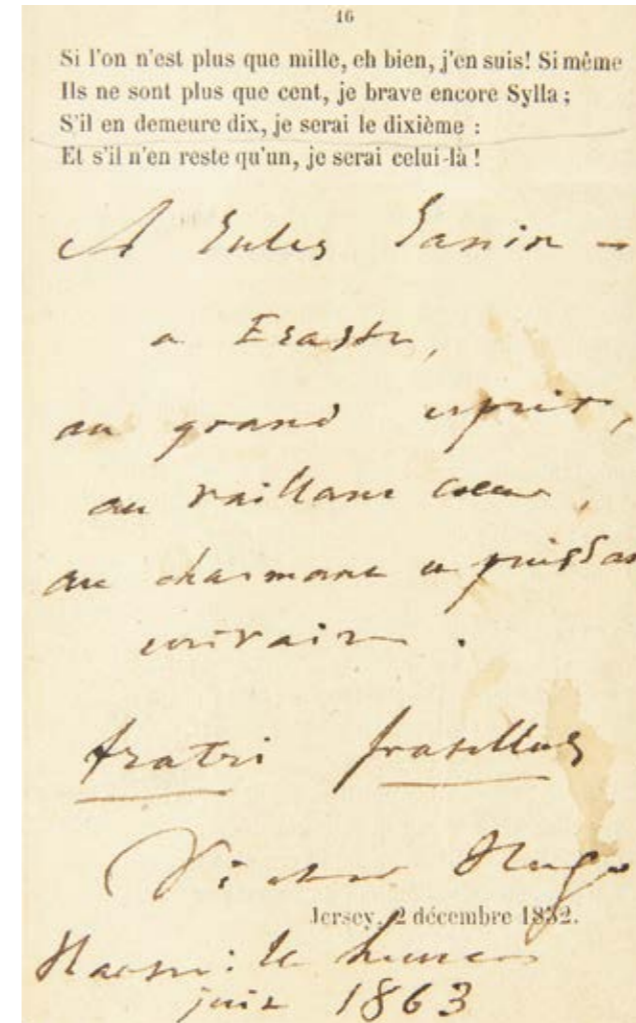 16
Si l'on n'est plus que mille, eh bien, j'en suis! Si même
Ils ne sont plus que cent, je brave encore Sylla ;
S'il en demeure dix, je serai le dixième :
Et s'il n'en reste qu'un, je serai celui-là !
A Jules Janin —
a Eraste,
au grand esprit,
au vaillant coeur,
au charmant et puissant
écrivain.
fratri
Victor Hugo
Jersey, 2 décembre 1852.
juin 1863